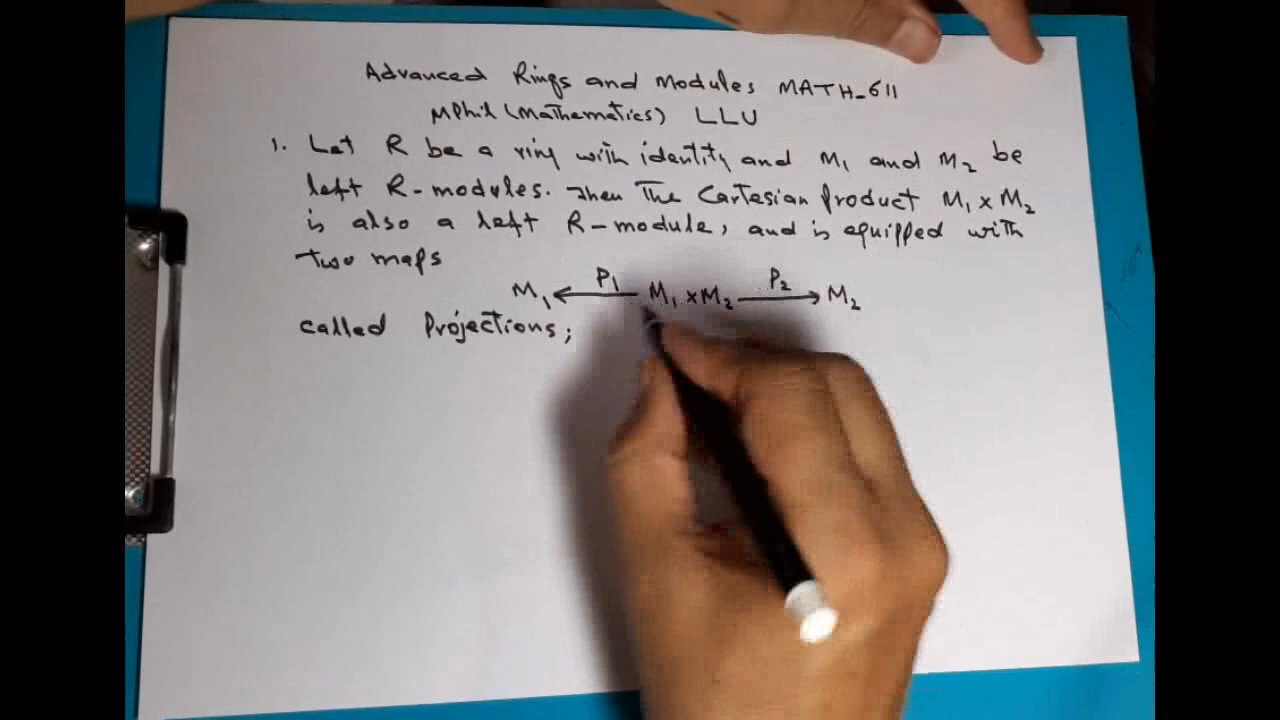 Advanced Rings and Modules MATH-611
MPhil (Mathematics) LLU
1. Let R be a ring with identity and M₁ and M₂ be
left R-modules. Then The Cartesian Product M₁ × M₂
is also a left R-module, and is equipped with
two maps
M₁ ←P₁— M₁ × M₂ —P₂→ M₂
called Projections;